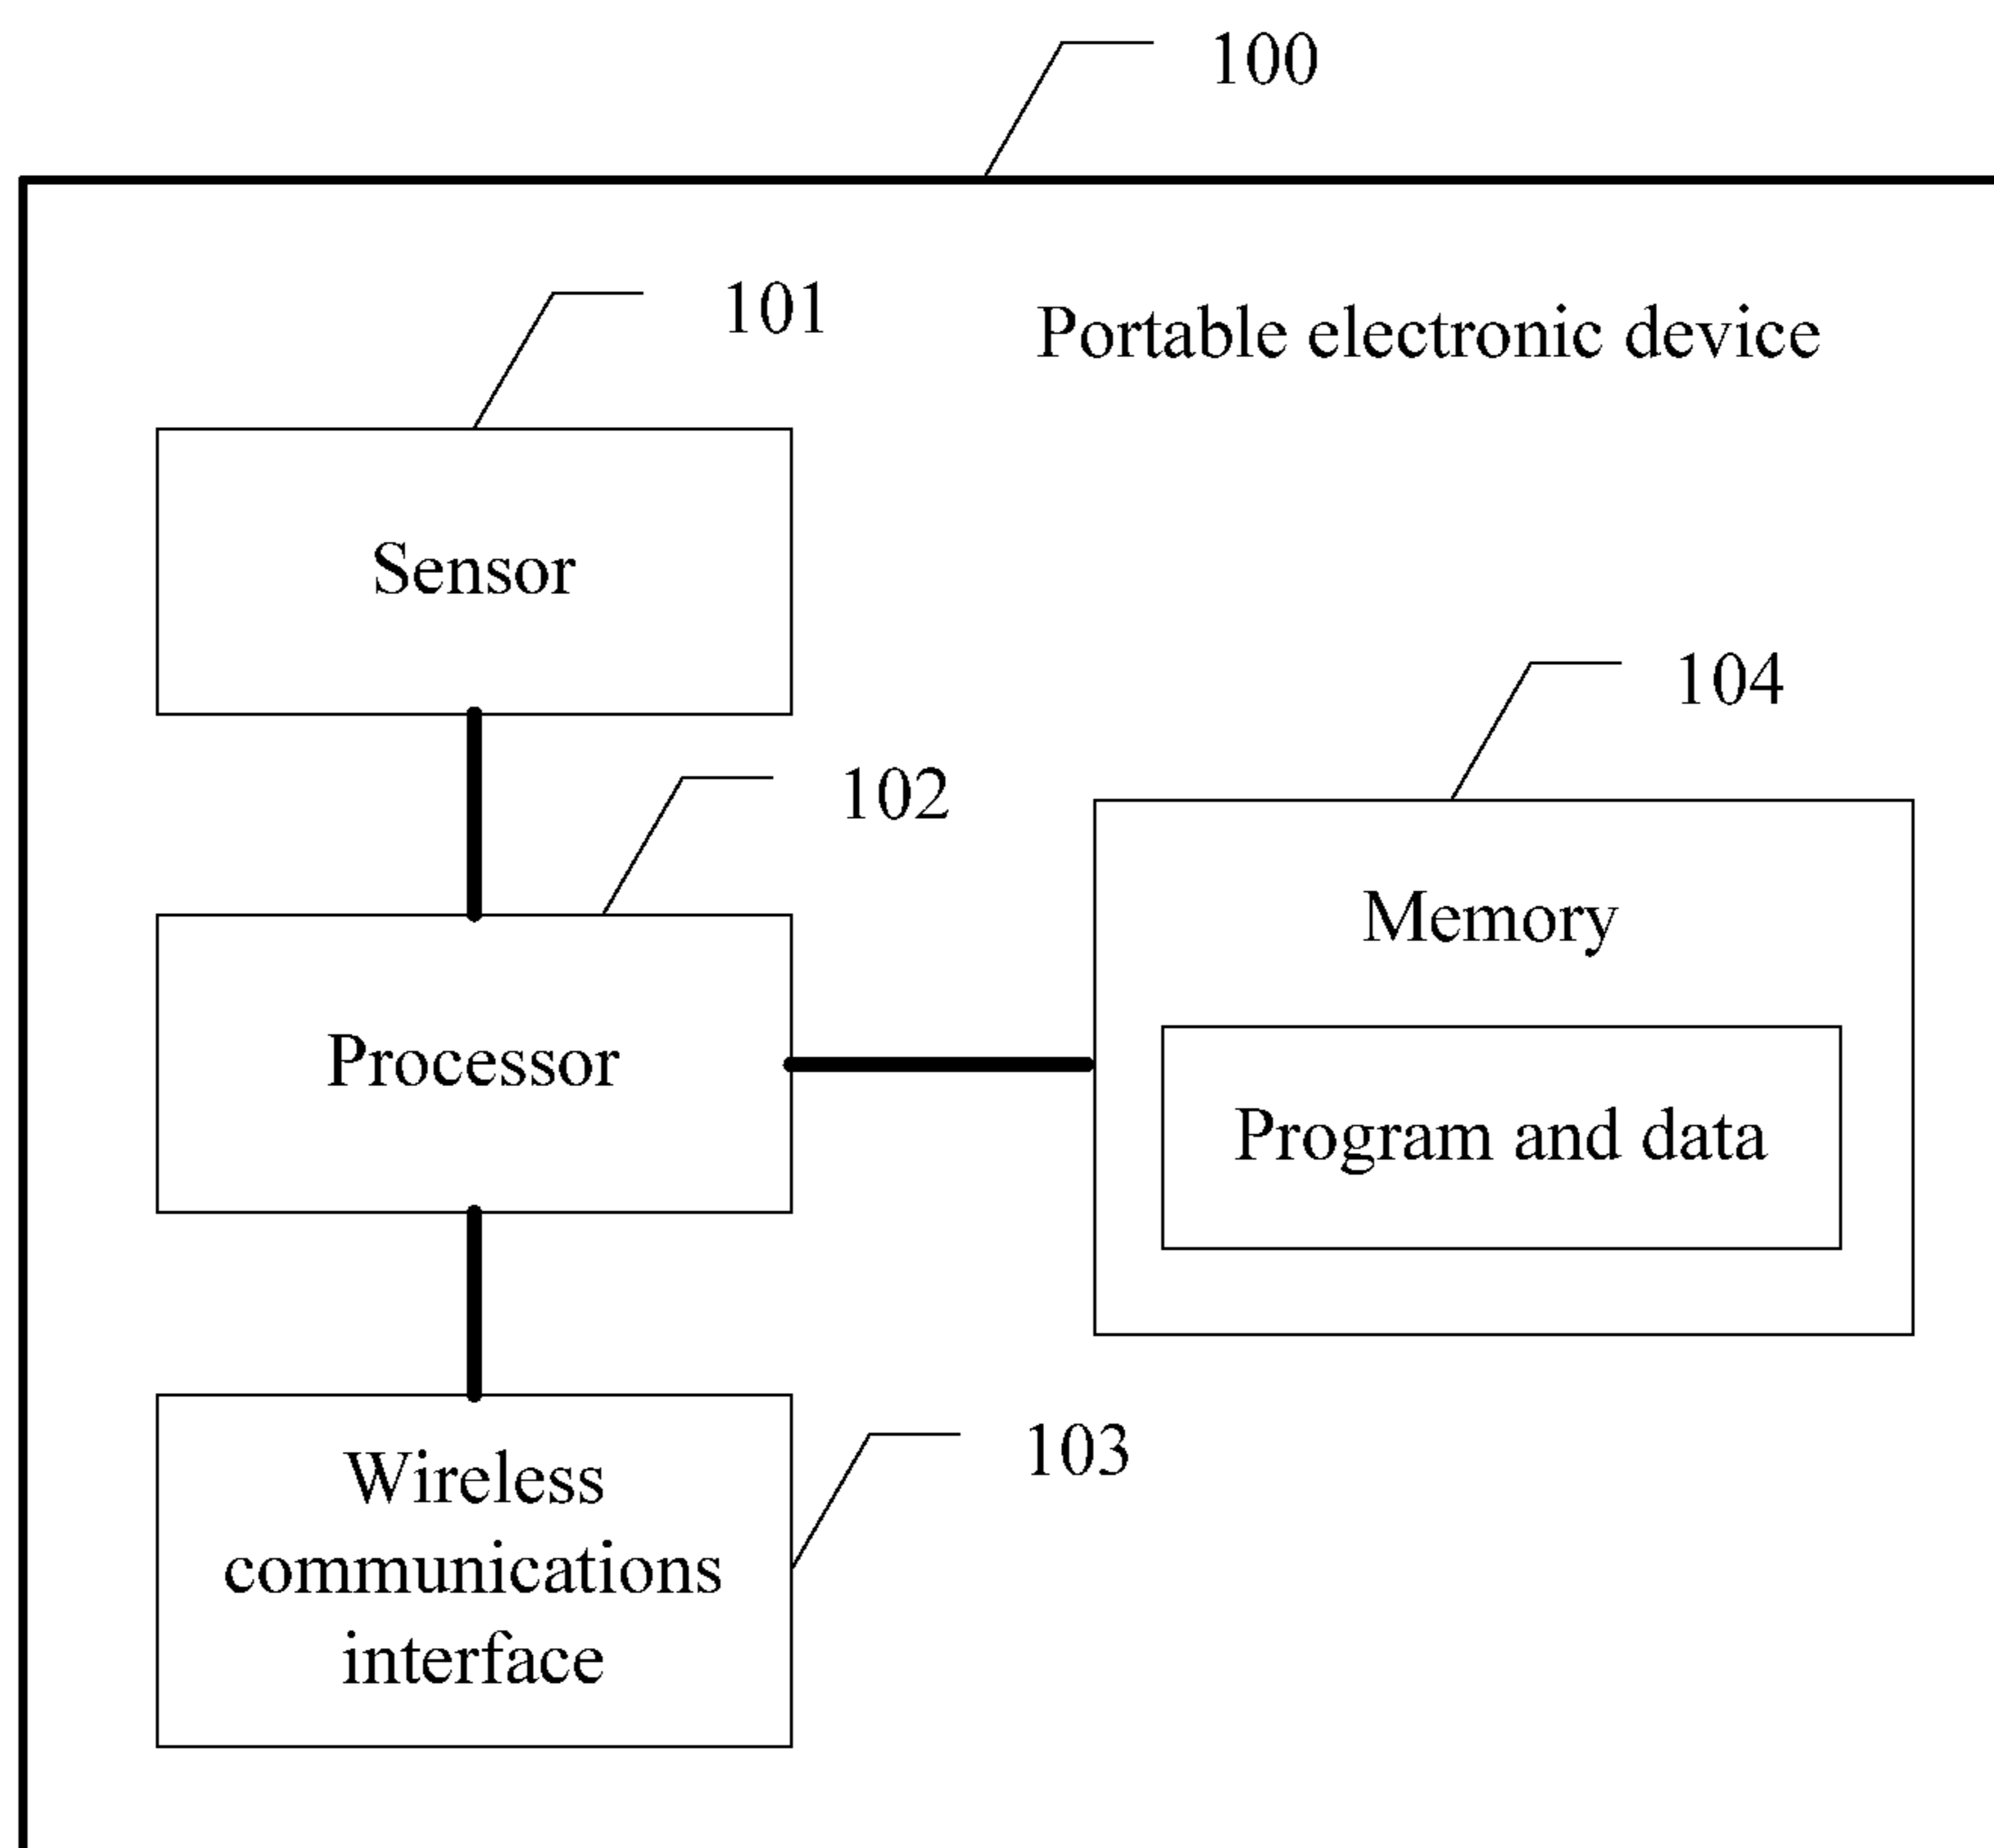 100
101
Portable electronic device
Sensor
104
102
Memory
Processor
Program and data
103
Wireless
communications
interface